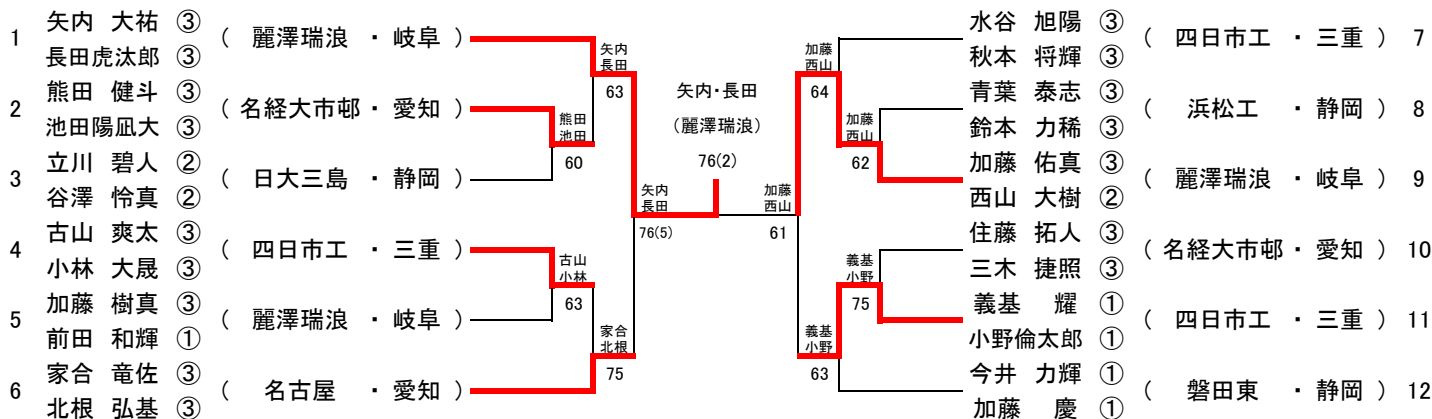 1 矢内 大祐 ③ 長田虎汰郎 ③ ( 麗澤瑞浪 ・ 岐阜 )
2 熊田 健斗 ③ 池田陽凪大 ③ ( 名経大市邨 ・ 愛知 )
3 立川 碧人 ② 谷澤 怜真 ② ( 日大三島 ・ 静岡 )
4 古山 爽太 ③ 小林 大晟 ③ ( 四日市工 ・ 三重 )
5 加藤 樹真 ③ 前田 和輝 ① ( 麗澤瑞浪 ・ 岐阜 )
6 家合 竜佐 ③ 北根 弘基 ③ ( 名古屋 ・ 愛知 )
矢内
長田
63
熊田
池田
60
矢内
長田
76(5)
古山
小林
63
家合
北根
75
矢内・長田
(麗澤瑞浪)
76(2)
加藤
西山
64
加藤
西山
62
加藤
西山
61
義基
小野
75
義基
小野
63
水谷 旭陽 ③ 秋本 将輝 ③ ( 四日市工 ・ 三重 ) 7
青葉 泰志 ③ 鈴本 力稀 ③ ( 浜松工 ・ 静岡 ) 8
加藤 佑真 ③ 西山 大樹 ② ( 麗澤瑞浪 ・ 岐阜 ) 9
住藤 拓人 ③ 三木 捷照 ③ ( 名経大市邨 ・ 愛知 ) 10
義基 耀 ① 小野倫太郎 ① ( 四日市工 ・ 三重 ) 11
今井 力輝 ① 加藤 慶 ① ( 磐田東 ・ 静岡 ) 12